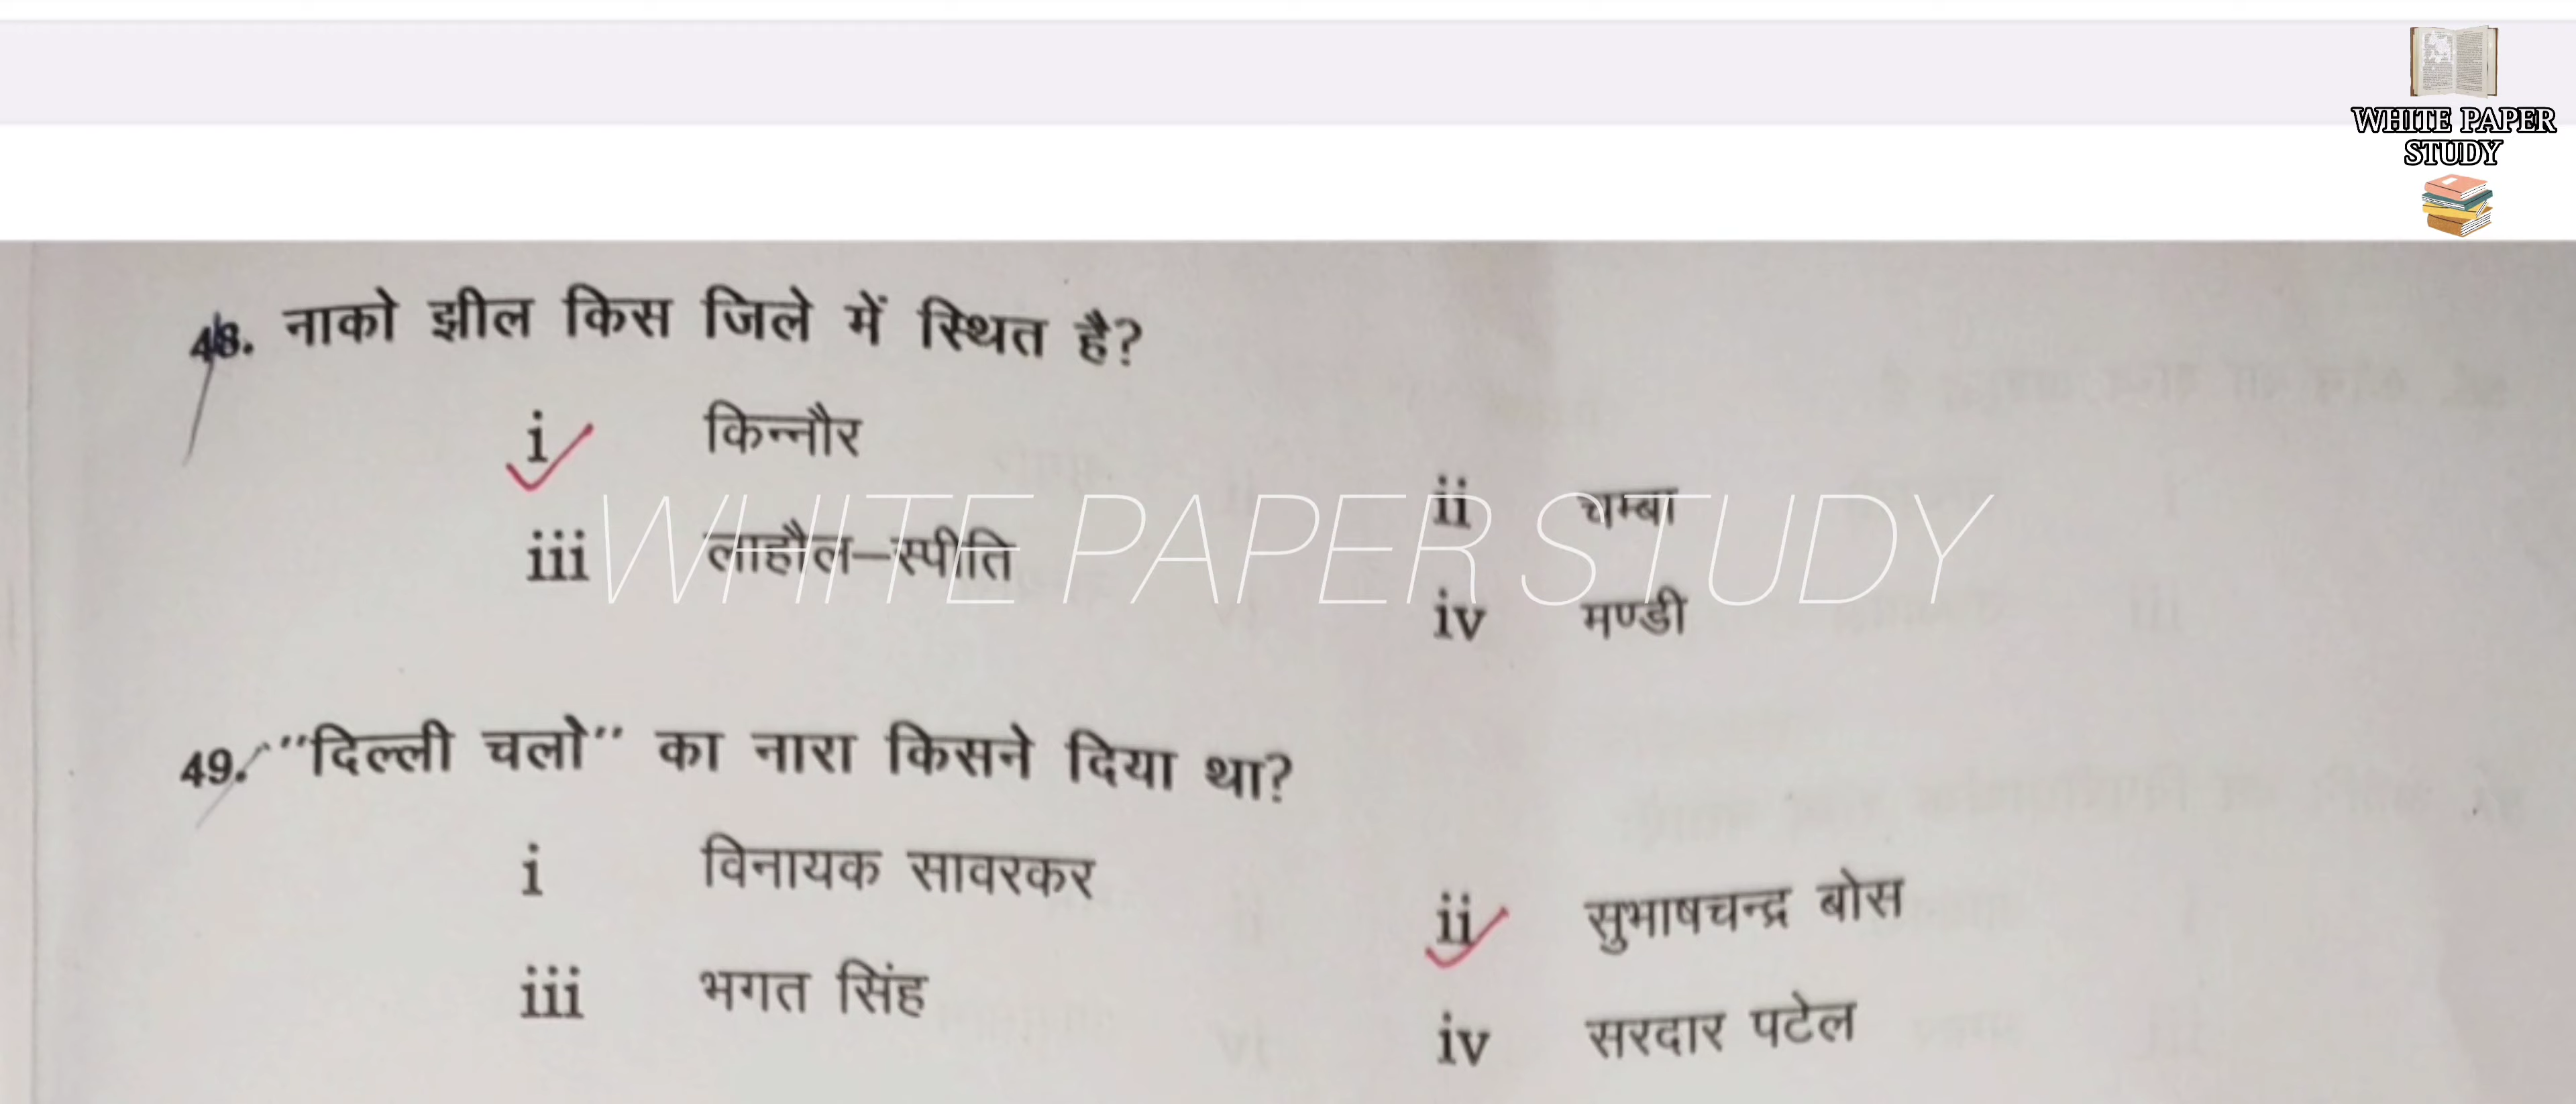 WHITE PAPER
STUDY
48. नाको झील किस जिले में स्थित है?
i किन्नौर
ii चम्बा
iii लाहौल–स्पीति
iv मण्डी
WHITE PAPER STUDY
49. "दिल्ली चलो" का नारा किसने दिया था?
i विनायक सावरकर
ii सुभाषचन्द्र बोस
iii भगत सिंह
iv सरदार पटेल